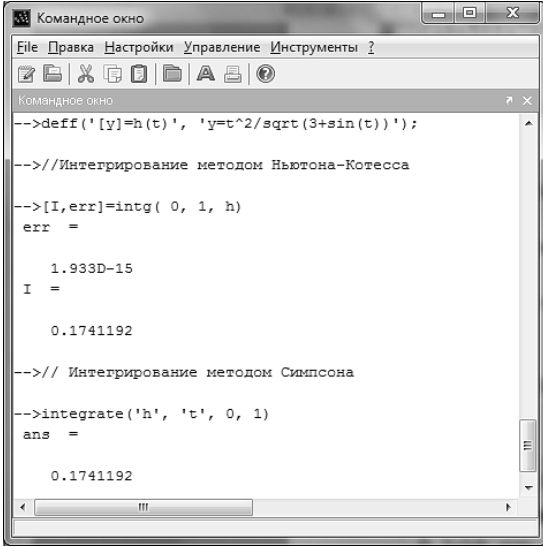 Командное окно
File Правка Настройки Управление Инструменты ?
Командное окно
-->deff('[y]=h(t)', 'y=t^2/sqrt(3+sin(t))');
-->//Интегрирование методом Ньютона-Котесса
-->[I,err]=intg( 0, 1, h)
err  =
1.933D-15
I  =
0.1741192
-->// Интегрирование методом Симпсона
-->integrate('h', 't', 0, 1)
ans  =
0.1741192